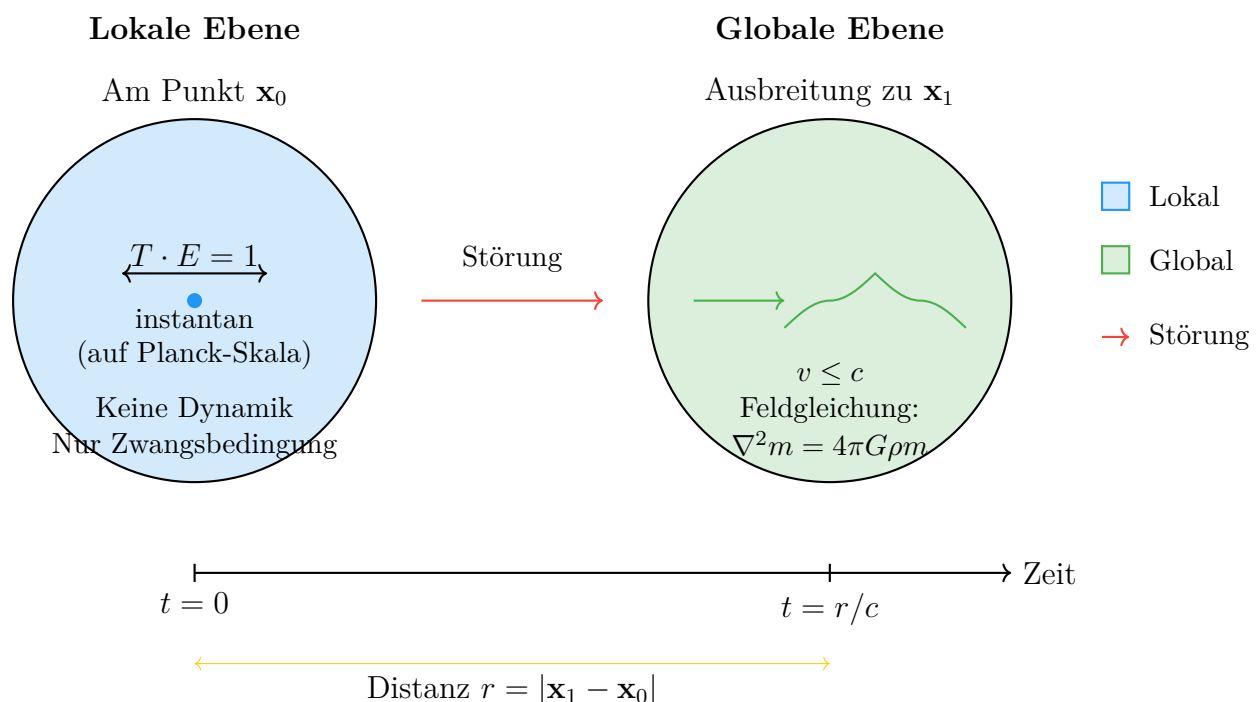 Lokale Ebene
Am Punkt x₀
T · E = 1
instantan
(auf Planck-Skala)
Keine Dynamik
Nur Zwangsbedingung
Störung
Globale Ebene
Ausbreitung zu x₁
v ≤ c
Feldgleichung:
∇²m = 4πGρm
Lokal
Global
Störung
Zeit
t = 0
t = r/c
Distanz r = |x₁ − x₀|